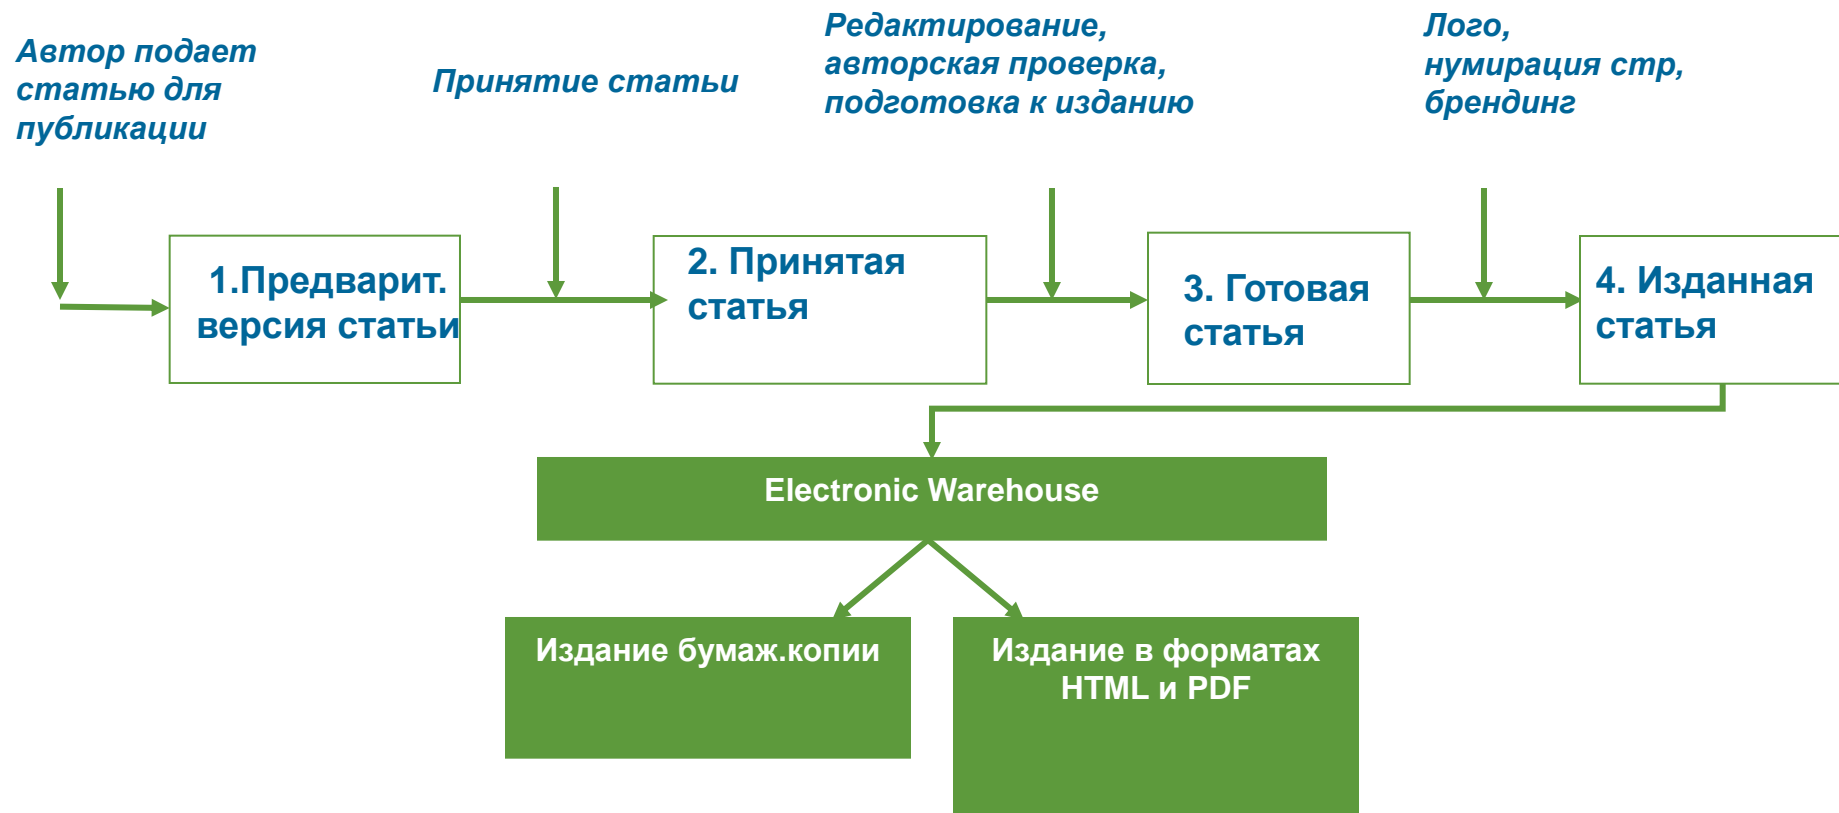 Автор подает
статью для
публикации
Принятие статьи
Редактирование,
авторская проверка,
подготовка к изданию
Лого,
нумирация стр,
брендинг
1.Предварит.
версия статьи
2. Принятая
статья
3. Готовая
статья
4. Изданная
статья
Electronic Warehouse
Издание бумаж.копии
Издание в форматах
HTML и PDF